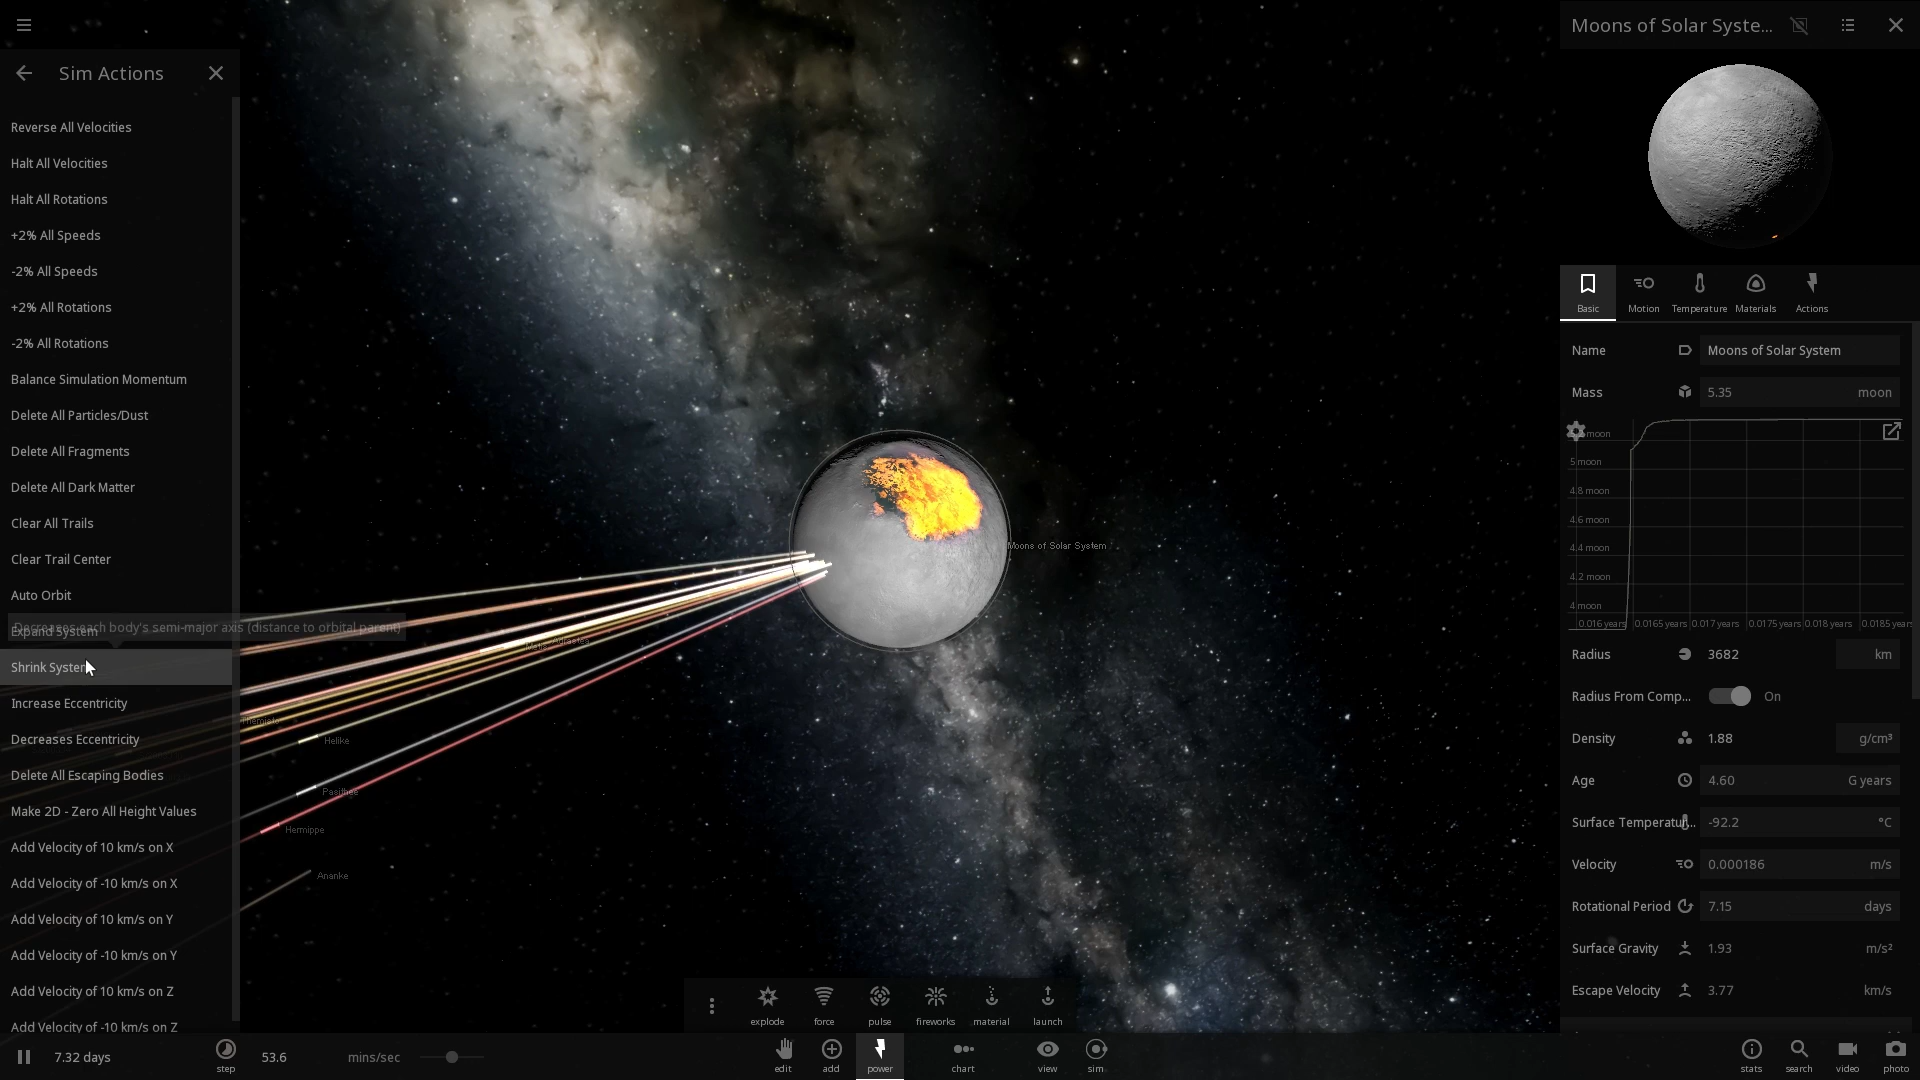 Sim Actions
Reverse All Velocities
Halt All Velocities
Halt All Rotations
+2% All Speeds
-2% All Speeds
+2% All Rotations
-2% All Rotations
Balance Simulation Momentum
Delete All Particles/Dust
Delete All Fragments
Delete All Dark Matter
Clear All Trails
Clear Trail Center
Auto Orbit
Decreases each body's semi-major axis (distance to orbital parent)
Expand System
Shrink System
Increase Eccentricity
Decreases Eccentricity
Delete All Escaping Bodies
Make 2D - Zero All Height Values
Add Velocity of 10 km/s on X
Add Velocity of -10 km/s on X
Add Velocity of 10 km/s on Y
Add Velocity of -10 km/s on Y
Add Velocity of 10 km/s on Z
Add Velocity of -10 km/s on Z
Moons of Solar System
Metis
Adrastea
Themisto
Helike
Pasithee
Hermippe
Ananke
Moons of Solar Syste...
Basic Motion Temperature Materials Actions
Name Moons of Solar System
Mass 5.35 moon
moon
5 moon
4.8 moon
4.6 moon
4.4 moon
4.2 moon
4 moon
0.016 years 0.0165 years 0.017 years 0.0175 years 0.018 years 0.0185 years
Radius 3682 km
Radius From Comp... On
Density 1.88 g/cm³
Age 4.60 G years
Surface Temperatur... -92.2 °C
Velocity 0.000186 m/s
Rotational Period 7.15 days
Surface Gravity 1.93 m/s²
Escape Velocity 3.77 km/s
explode force pulse fireworks material launch
7.32 days step 53.6 mins/sec
edit add power chart view sim
stats search video photo